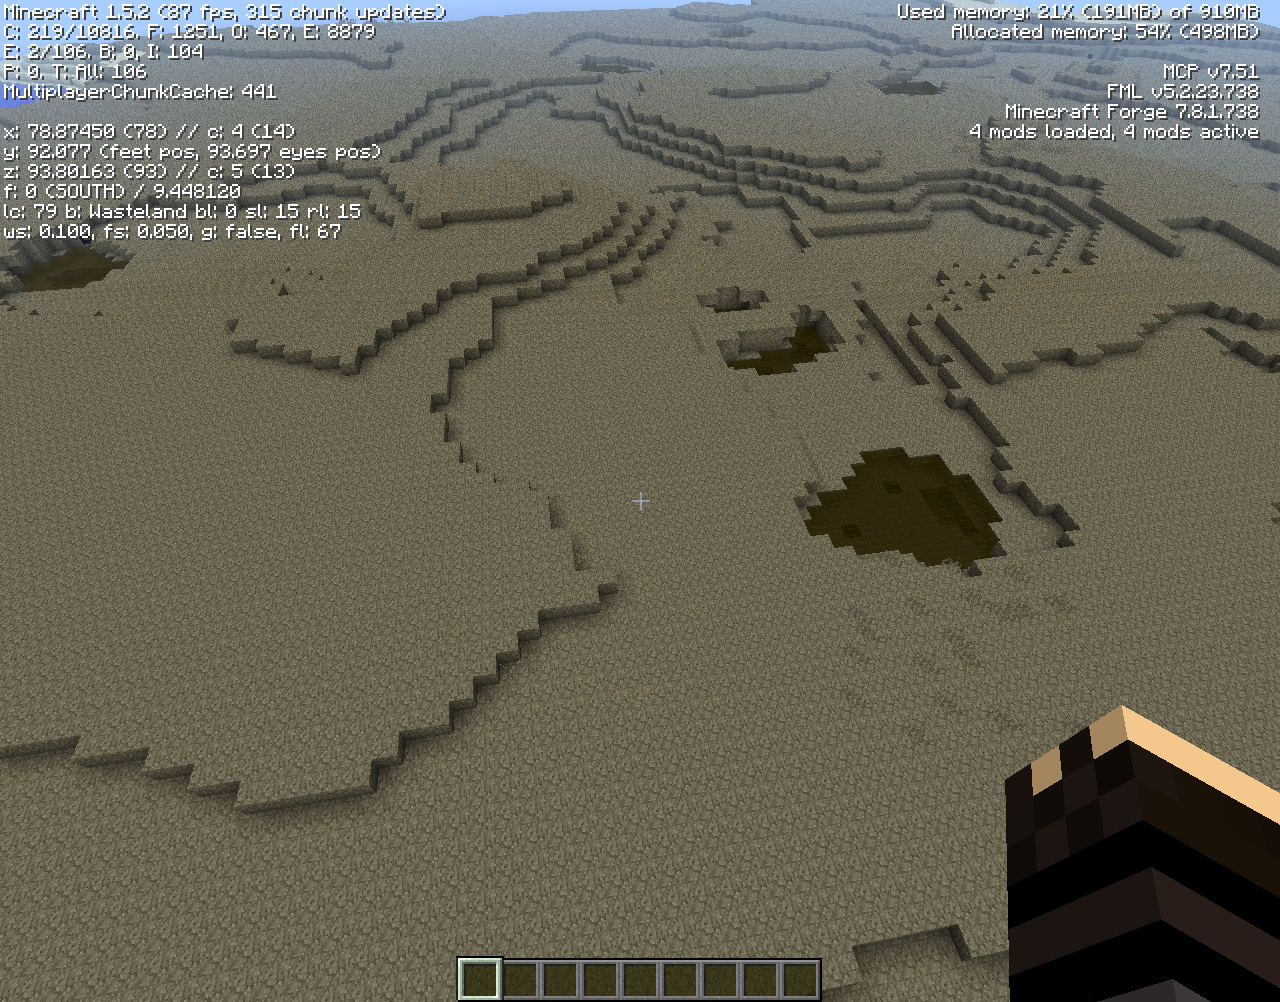 Minecraft 1.5.2 (87 fps, 315 chunk updates)
C: 219/10816, F: 1251, O: 467, E: 8879
E: 2/106, B: 0, I: 104
P: 0, T: All: 106
MultiplayerChunkCache: 441
x: 78.87450 (78) // c: 4 (14)
y: 92.077 (feet pos, 93.697 eyes pos)
z: 93.80163 (93) // c: 5 (13)
f: 0 (SOUTH) / 9.448120
lc: 79 b: Wasteland bl: 0 sl: 15 rl: 15
ws: 0.100, fs: 0.050, g: false, fl: 67
Used memory: 21% (191MB) of 910MB
Allocated memory: 54% (498MB)
MCP v7.51
FML v5.2.23.738
Minecraft Forge 7.8.1.738
4 mods loaded, 4 mods active